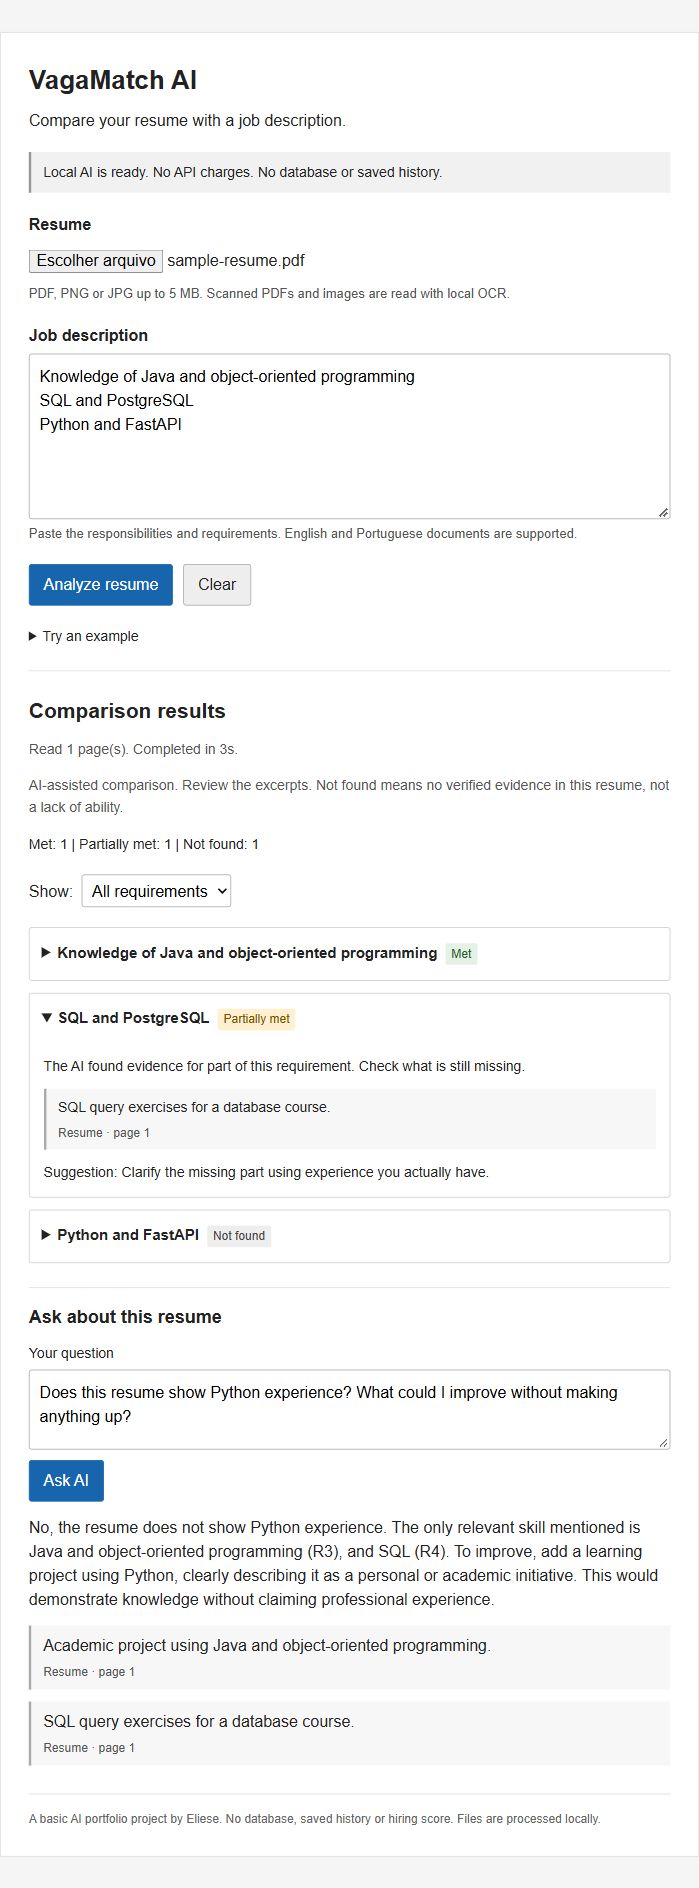 VagaMatch AI
Compare your resume with a job description.
Local AI is ready. No API charges. No database or saved history.
Resume
Escolher arquivo sample-resume.pdf
PDF, PNG or JPG up to 5 MB. Scanned PDFs and images are read with local OCR.
Job description
Knowledge of Java and object-oriented programming
SQL and PostgreSQL
Python and FastAPI
Paste the responsibilities and requirements. English and Portuguese documents are supported.
Analyze resume Clear
Try an example
Comparison results
Read 1 page(s). Completed in 3s.
AI-assisted comparison. Review the excerpts. Not found means no verified evidence in this resume, not
a lack of ability.
Met: 1 | Partially met: 1 | Not found: 1
Show: All requirements
Knowledge of Java and object-oriented programming Met
SQL and PostgreSQL Partially met
The AI found evidence for part of this requirement. Check what is still missing.
SQL query exercises for a database course.
Resume · page 1
Suggestion: Clarify the missing part using experience you actually have.
Python and FastAPI Not found
Ask about this resume
Your question
Does this resume show Python experience? What could I improve without making
anything up?
Ask AI
No, the resume does not show Python experience. The only relevant skill mentioned is
Java and object-oriented programming (R3), and SQL (R4). To improve, add a learning
project using Python, clearly describing it as a personal or academic initiative. This would
demonstrate knowledge without claiming professional experience.
Academic project using Java and object-oriented programming.
Resume · page 1
SQL query exercises for a database course.
Resume · page 1
A basic AI portfolio project by Eliese. No database, saved history or hiring score. Files are processed locally.